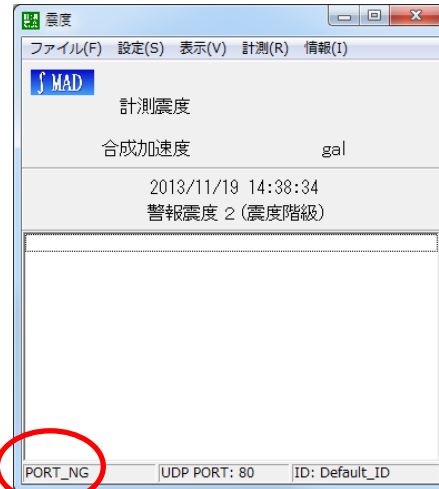 震度
ファイル(F) 設定(S) 表示(V) 計測(R) 情報(I)
∫MAD
計測震度
合成加速度 gal
2013/11/19 14:38:34
警報震度 2 (震度階級)
PORT_NG UDP PORT: 80 ID: Default_ID